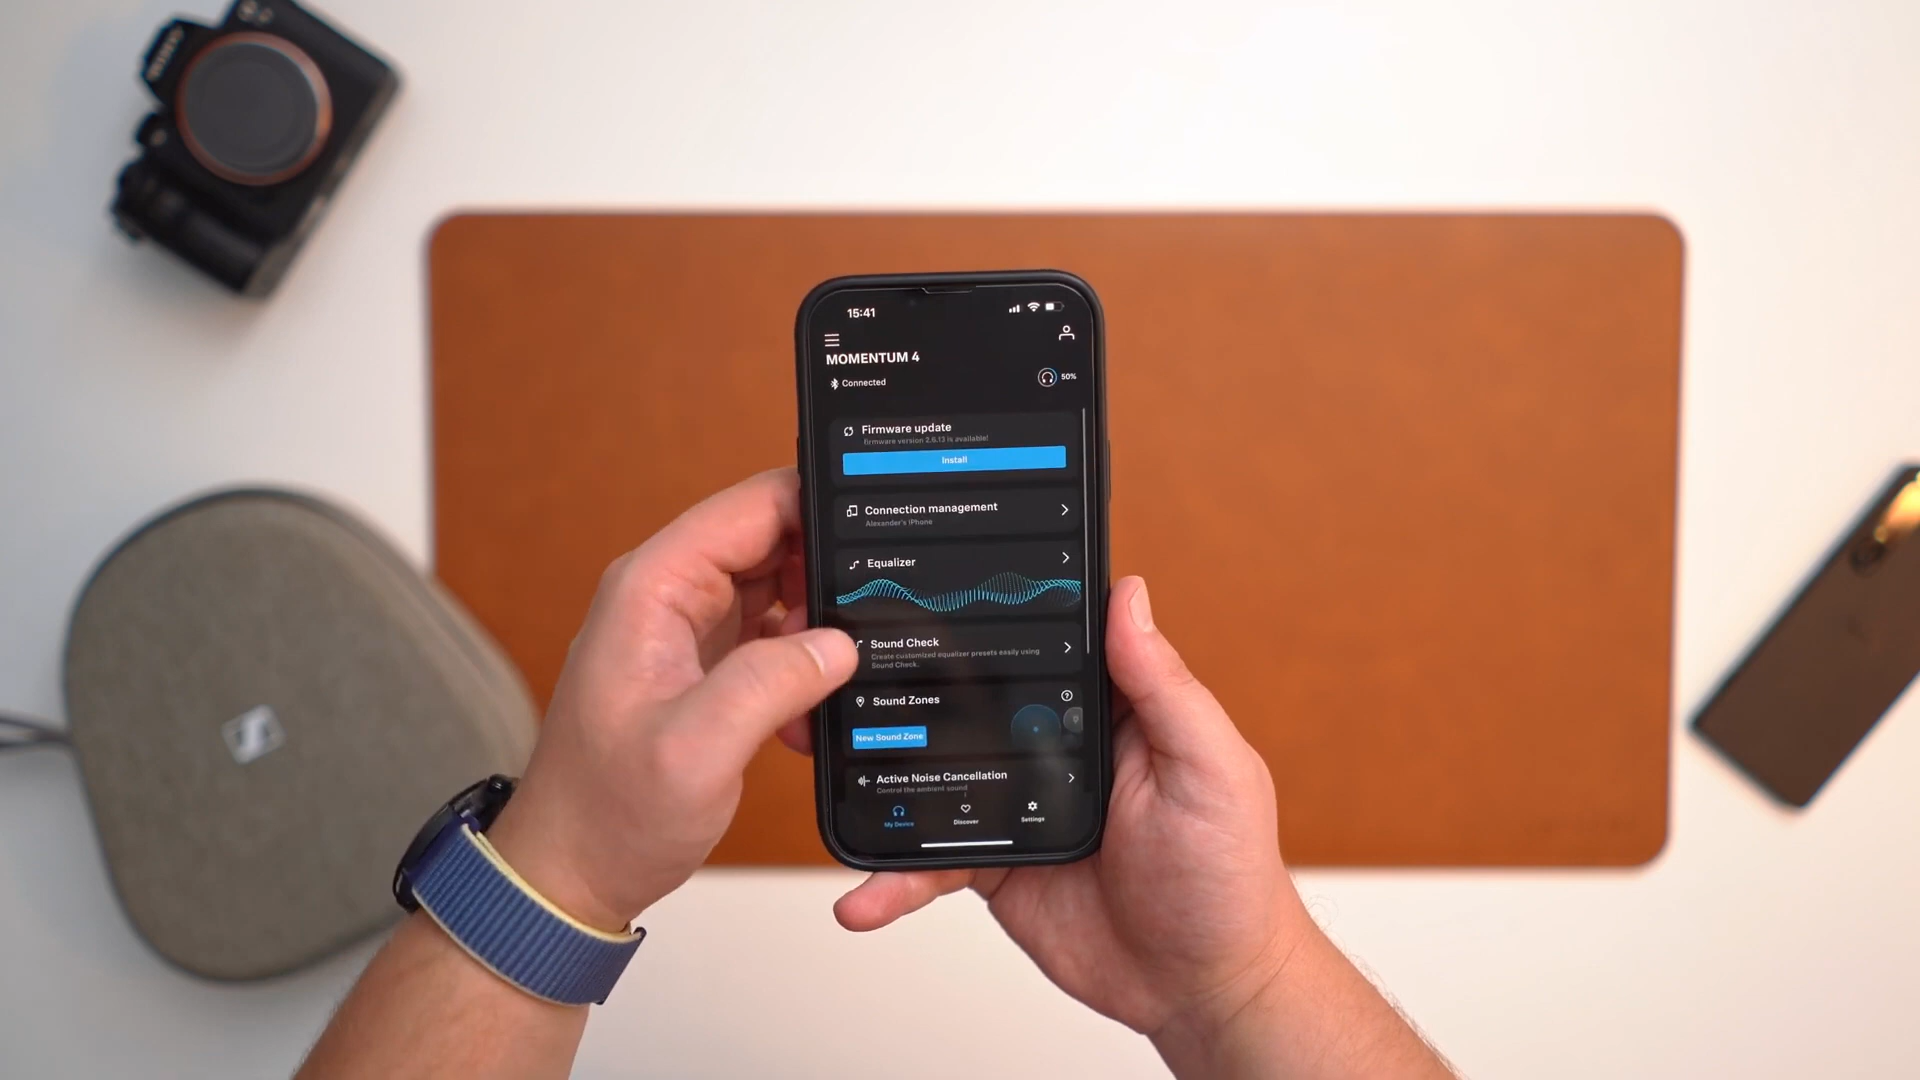 15:41
MOMENTUM 4
Connected
50%
Firmware update
firmware version 2.6.13 is available!
Install
Connection management
Alexander's iPhone
Equalizer
Sound Check
Create customized equalizer presets easily using
Sound Check.
Sound Zones
New Sound Zone
Active Noise Cancellation
Control the ambient sound
My Device
Discover
Settings